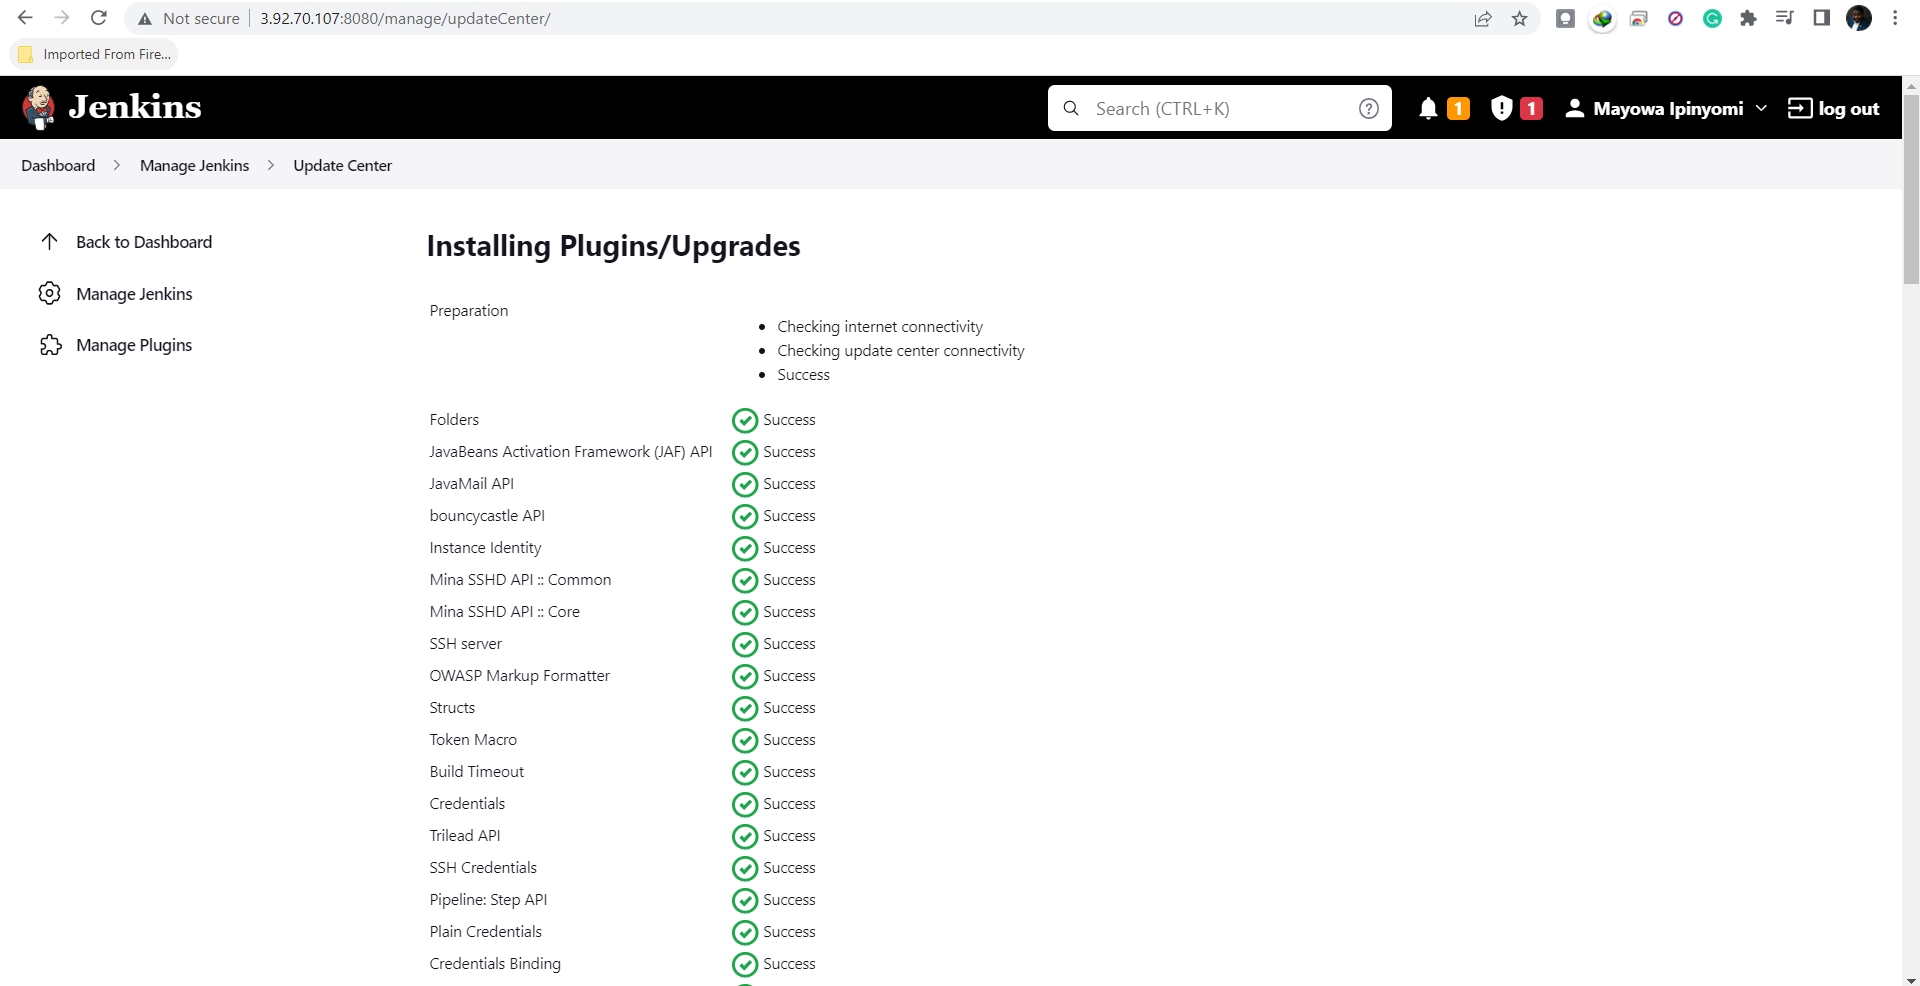 Not secure 3.92.70.107:8080/manage/updateCenter/
Imported From Fire...
Jenkins
Search (CTRL+K)
1
1
Mayowa Ipinyomi
log out
Dashboard
Manage Jenkins
Update Center
Back to Dashboard
Manage Jenkins
Manage Plugins
Installing Plugins/Upgrades
Preparation
Checking internet connectivity
Checking update center connectivity
Success
Folders Success
JavaBeans Activation Framework (JAF) API Success
JavaMail API Success
bouncycastle API Success
Instance Identity Success
Mina SSHD API :: Common Success
Mina SSHD API :: Core Success
SSH server Success
OWASP Markup Formatter Success
Structs Success
Token Macro Success
Build Timeout Success
Credentials Success
Trilead API Success
SSH Credentials Success
Pipeline: Step API Success
Plain Credentials Success
Credentials Binding Success